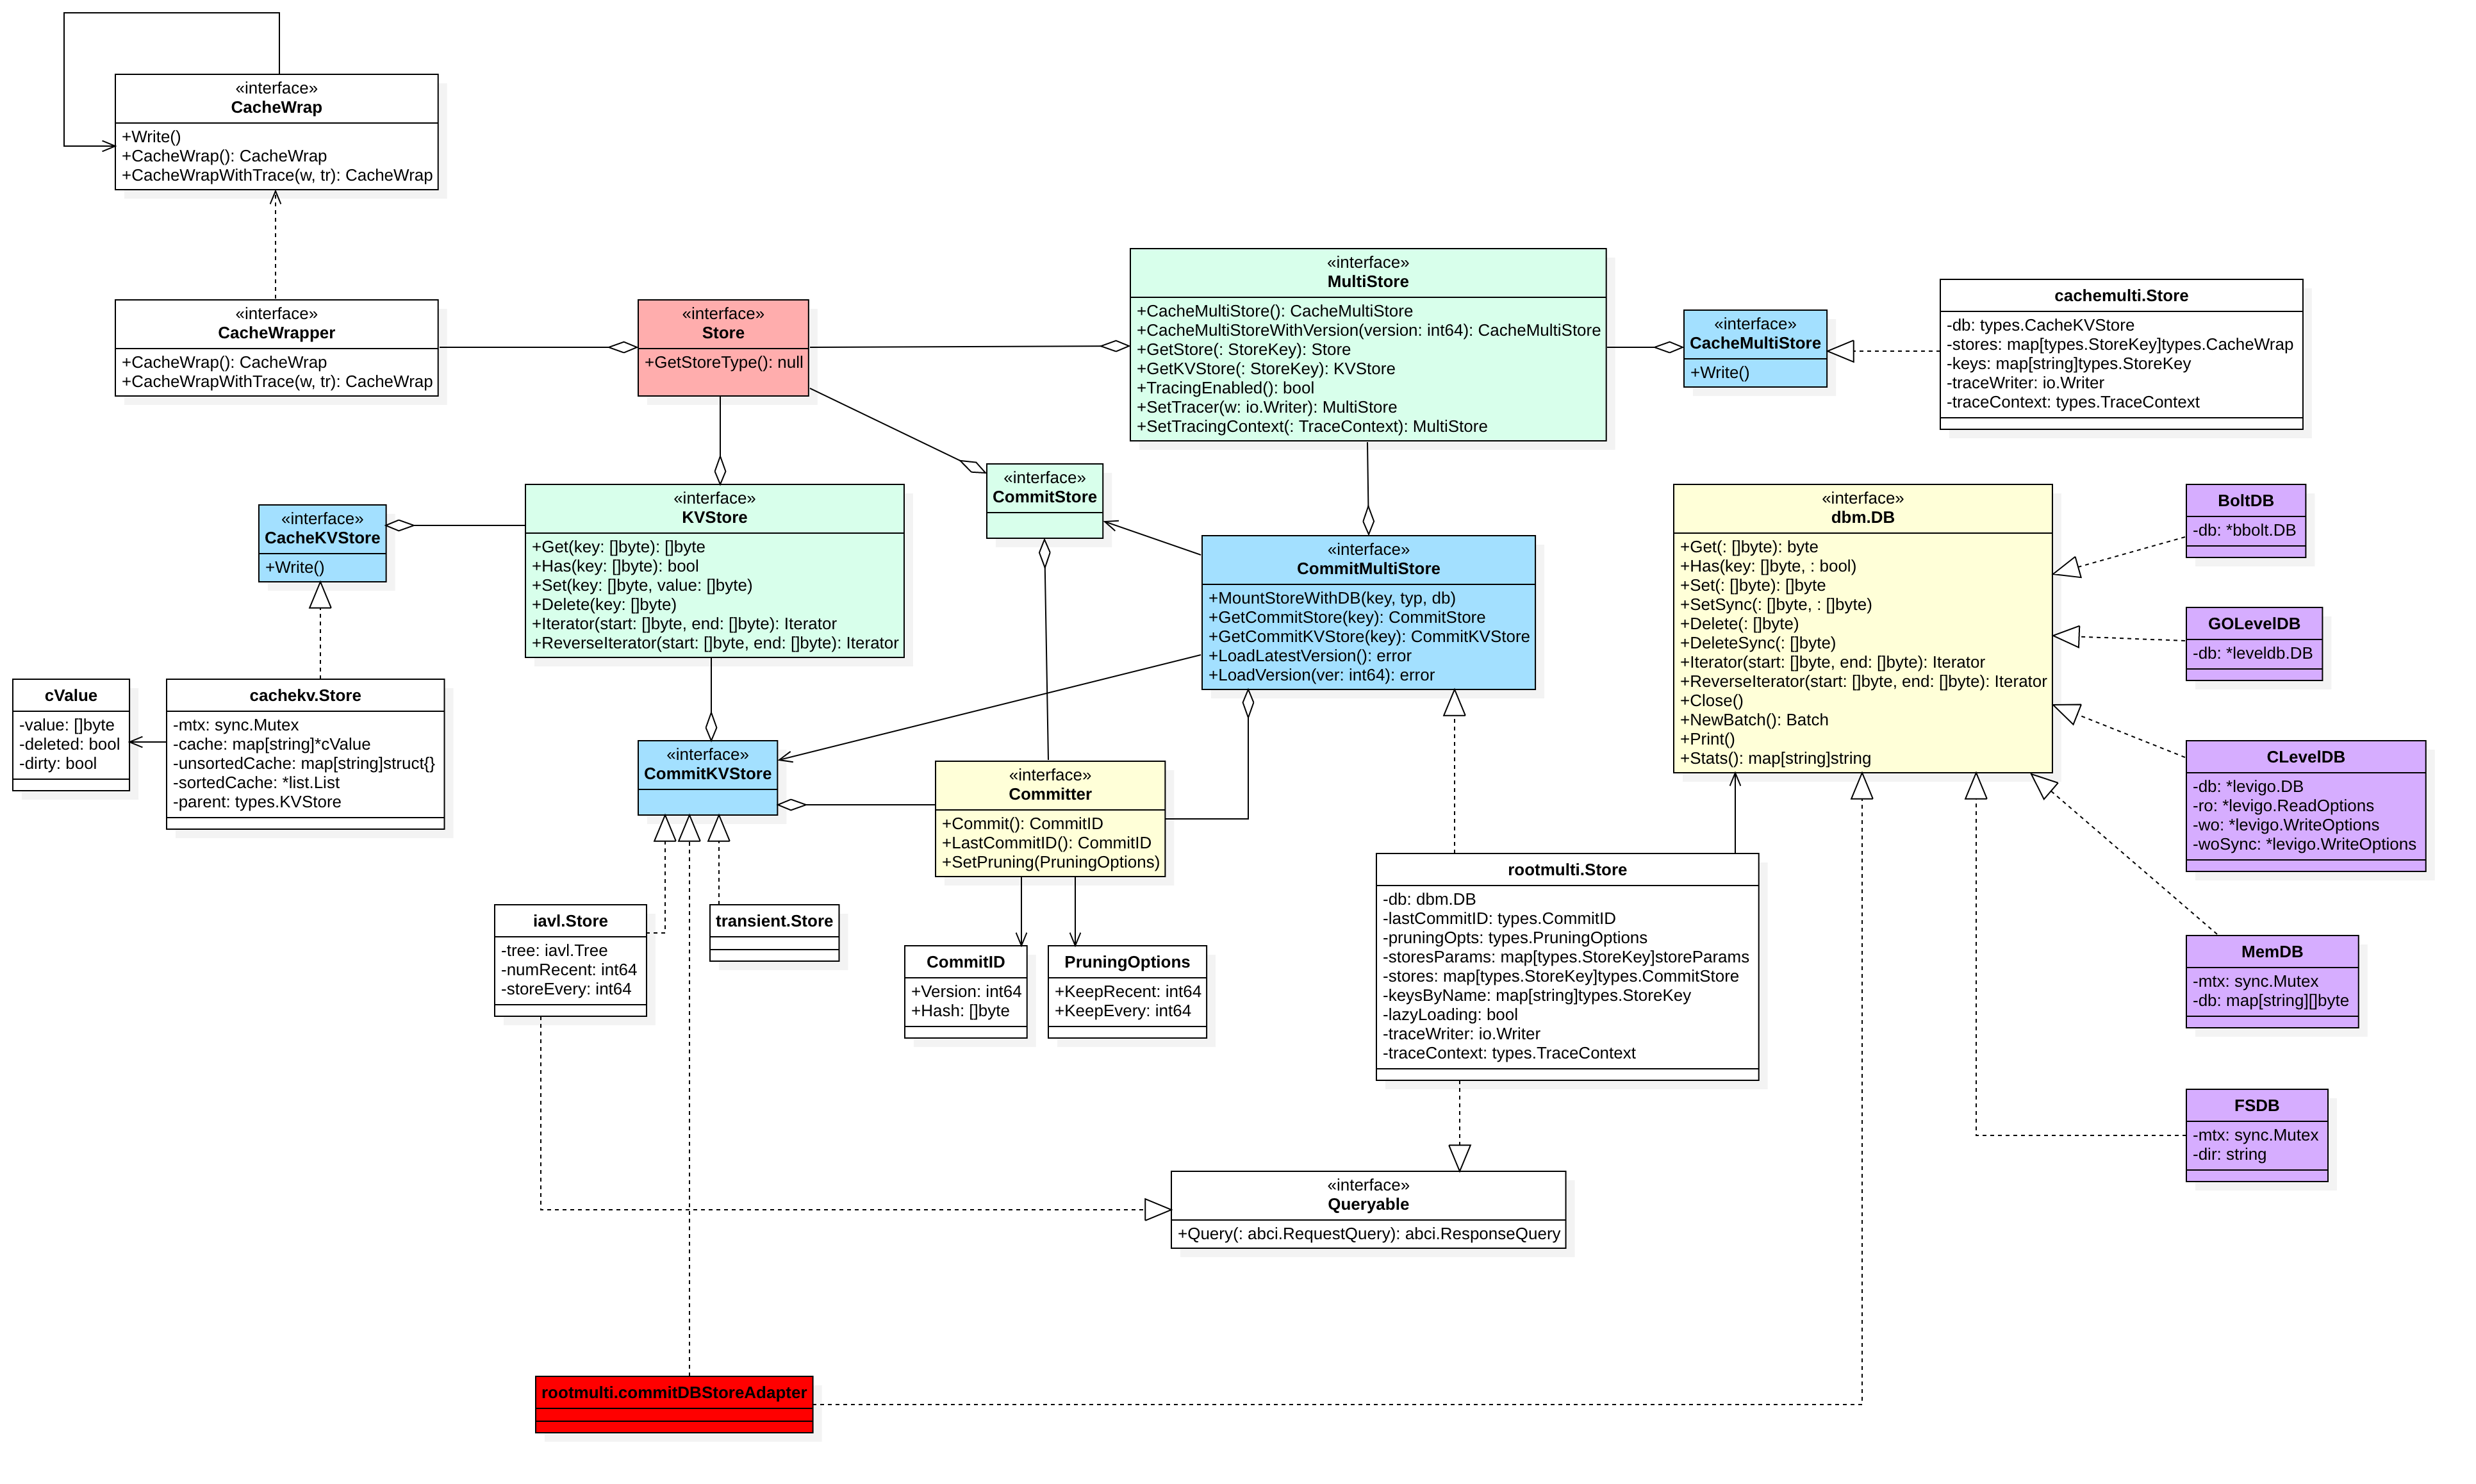 «interface»
CacheWrap
+Write()
+CacheWrap(): CacheWrap
+CacheWrapWithTrace(w, tr): CacheWrap
«interface»
CacheWrapper
+CacheWrap(): CacheWrap
+CacheWrapWithTrace(w, tr): CacheWrap
«interface»
Store
+GetStoreType(): null
«interface»
MultiStore
+CacheMultiStore(): CacheMultiStore
+CacheMultiStoreWithVersion(version: int64): CacheMultiStore
+GetStore(: StoreKey): Store
+GetKVStore(: StoreKey): KVStore
+TracingEnabled(): bool
+SetTracer(w: io.Writer): MultiStore
+SetTracingContext(: TraceContext): MultiStore
«interface»
CacheMultiStore
+Write()
cachemulti.Store
-db: types.CacheKVStore
-stores: map[types.StoreKey]types.CacheWrap
-keys: map[string]types.StoreKey
-traceWriter: io.Writer
-traceContext: types.TraceContext
«interface»
CommitStore
«interface»
CacheKVStore
+Write()
«interface»
KVStore
+Get(key: []byte): []byte
+Has(key: []byte): bool
+Set(key: []byte, value: []byte)
+Delete(key: []byte)
+Iterator(start: []byte, end: []byte): Iterator
+ReverseIterator(start: []byte, end: []byte): Iterator
«interface»
CommitMultiStore
+MountStoreWithDB(key, typ, db)
+GetCommitStore(key): CommitStore
+GetCommitKVStore(key): CommitKVStore
+LoadLatestVersion(): error
+LoadVersion(ver: int64): error
«interface»
dbm.DB
+Get(: []byte): byte
+Has(key: []byte, : bool)
+Set(: []byte): []byte
+SetSync(: []byte, : []byte)
+Delete(: []byte)
+DeleteSync(: []byte)
+Iterator(start: []byte, end: []byte): Iterator
+ReverseIterator(start: []byte, end: []byte): Iterator
+Close()
+NewBatch(): Batch
+Print()
+Stats(): map[string]string
BoltDB
-db: *bbolt.DB
GOLevelDB
-db: *leveldb.DB
CLevelDB
-db: *levigo.DB
-ro: *levigo.ReadOptions
-wo: *levigo.WriteOptions
-woSync: *levigo.WriteOptions
cValue
-value: []byte
-deleted: bool
-dirty: bool
cachekv.Store
-mtx: sync.Mutex
-cache: map[string]*cValue
-unsortedCache: map[string]struct{}
-sortedCache: *list.List
-parent: types.KVStore
«interface»
CommitKVStore
«interface»
Committer
+Commit(): CommitID
+LastCommitID(): CommitID
+SetPruning(PruningOptions)
rootmulti.Store
-db: dbm.DB
-lastCommitID: types.CommitID
-pruningOpts: types.PruningOptions
-storesParams: map[types.StoreKey]storeParams
-stores: map[types.StoreKey]types.CommitStore
-keysByName: map[string]types.StoreKey
-lazyLoading: bool
-traceWriter: io.Writer
-traceContext: types.TraceContext
iavl.Store
-tree: iavl.Tree
-numRecent: int64
-storeEvery: int64
transient.Store
CommitID
+Version: int64
+Hash: []byte
PruningOptions
+KeepRecent: int64
+KeepEvery: int64
MemDB
-mtx: sync.Mutex
-db: map[string][]byte
FSDB
-mtx: sync.Mutex
-dir: string
«interface»
Queryable
+Query(: abci.RequestQuery): abci.ResponseQuery
rootmulti.commitDBStoreAdapter